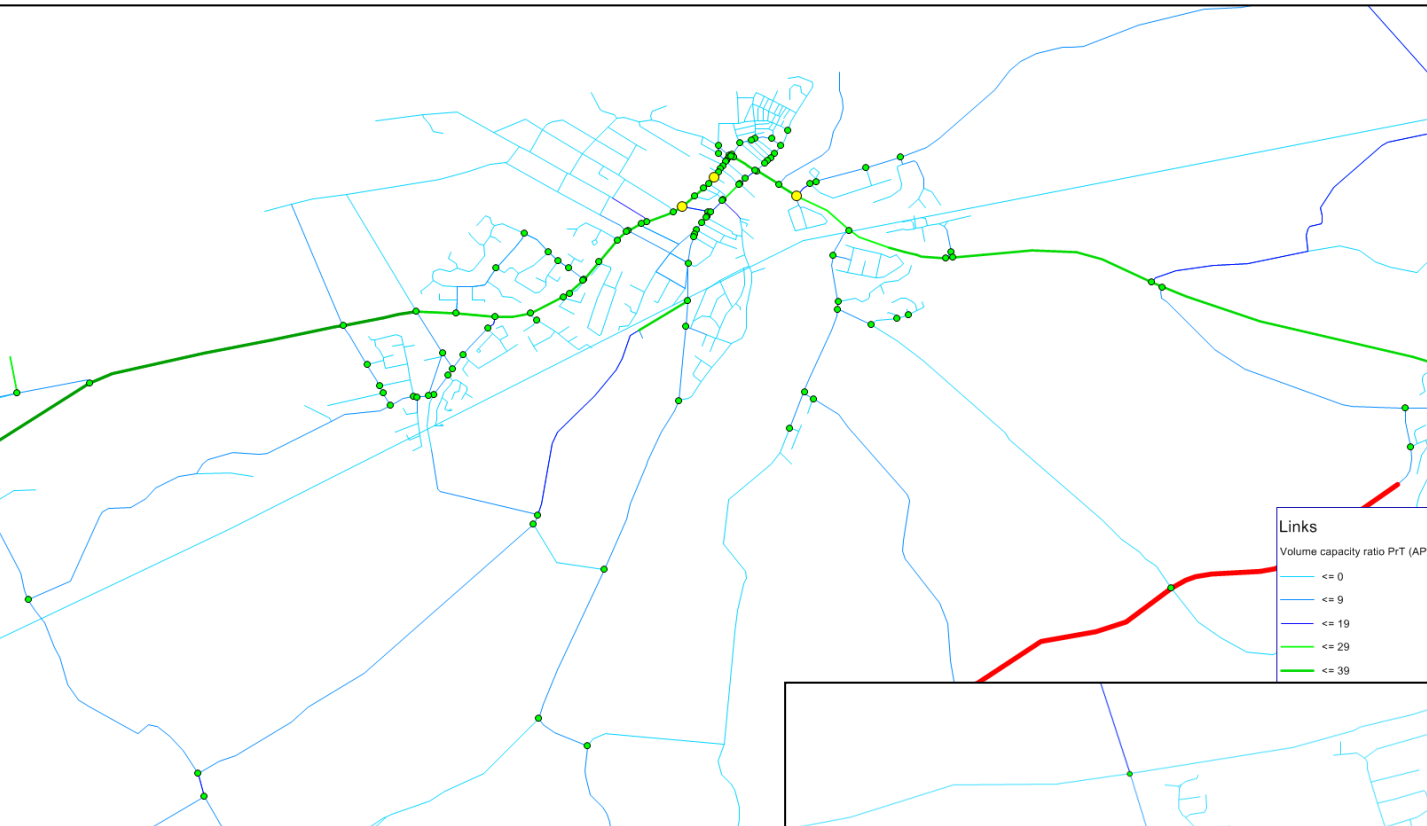 Links
Volume capacity ratio PrT (AP
<= 0
<= 9
<= 19
<= 29
<= 39